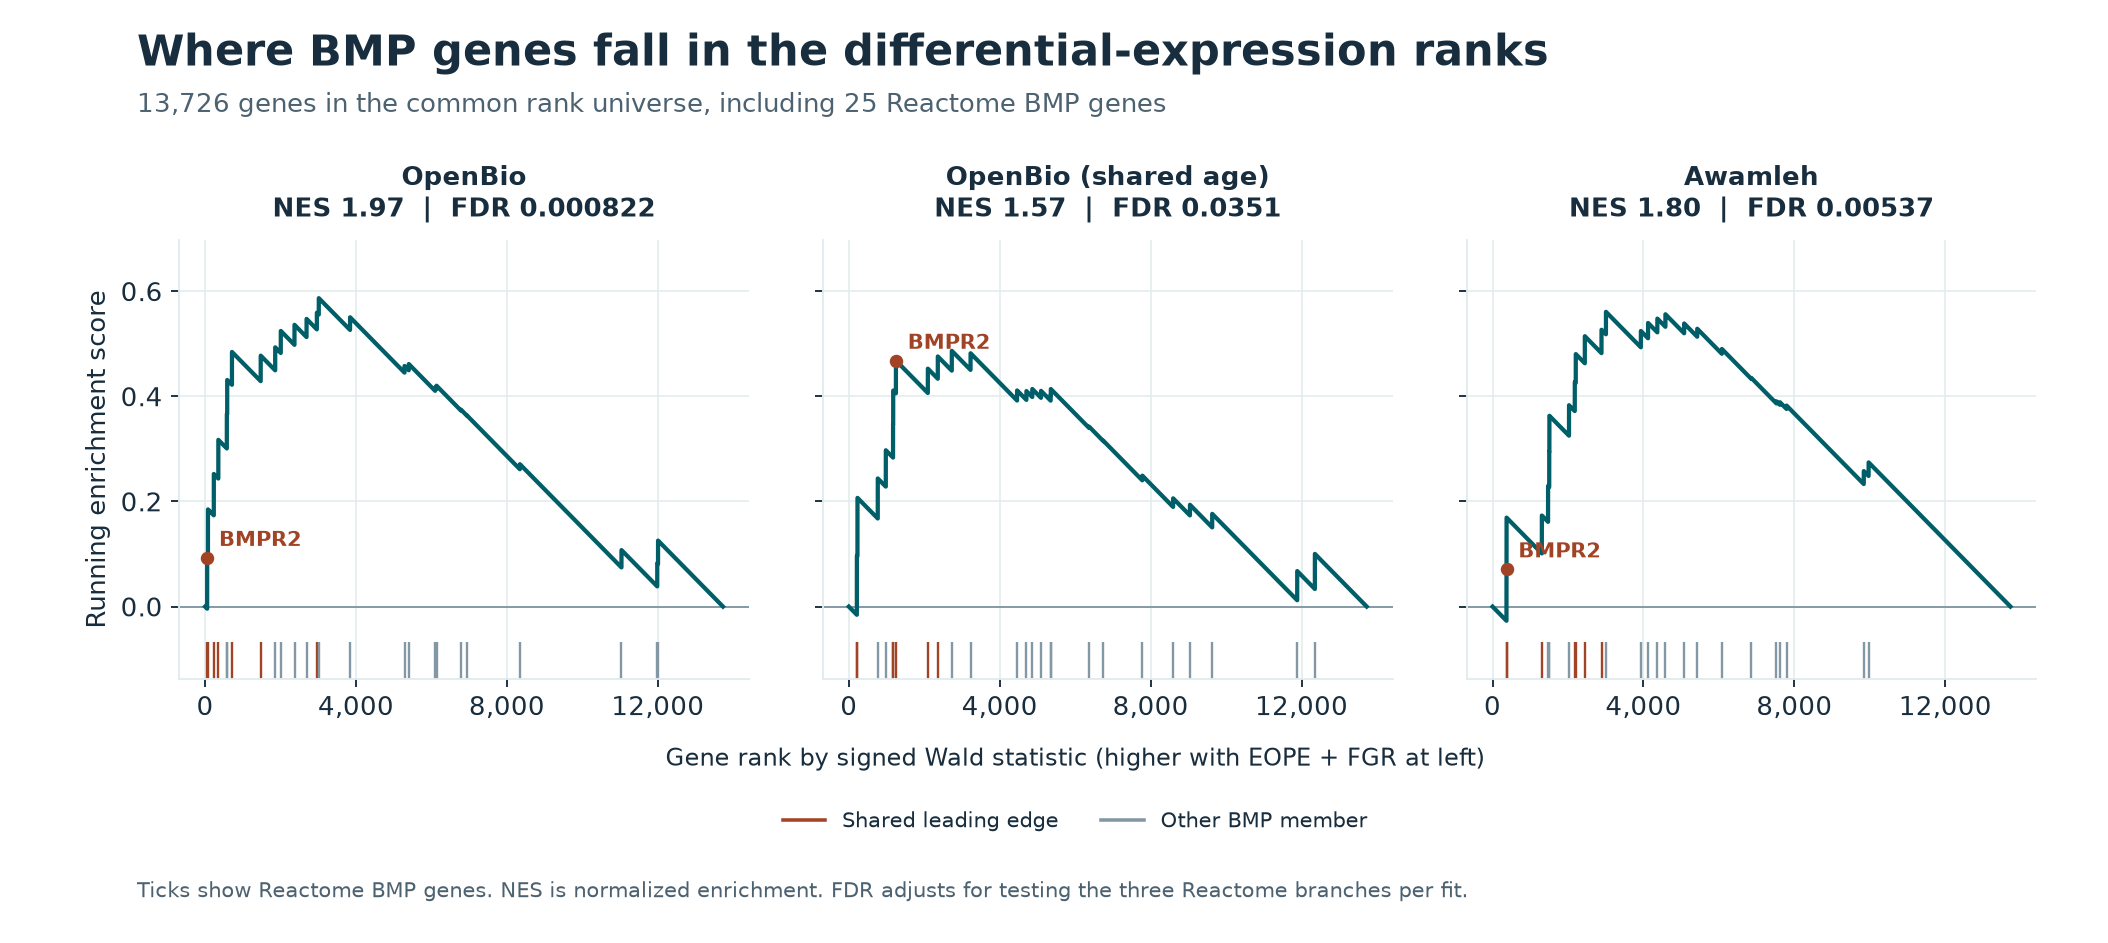 Where BMP genes fall in the differential-expression ranks
13,726 genes in the common rank universe, including 25 Reactome BMP genes
OpenBio
NES 1.97 | FDR 0.000822
OpenBio (shared age)
NES 1.57 | FDR 0.0351
Awamleh
NES 1.80 | FDR 0.00537
Running enrichment score
0.6
0.4
0.2
0.0
BMPR2
BMPR2
BMPR2
0 4,000 8,000 12,000
0 4,000 8,000 12,000
0 4,000 8,000 12,000
Gene rank by signed Wald statistic (higher with EOPE + FGR at left)
Shared leading edge
Other BMP member
Ticks show Reactome BMP genes. NES is normalized enrichment. FDR adjusts for testing the three Reactome branches per fit.